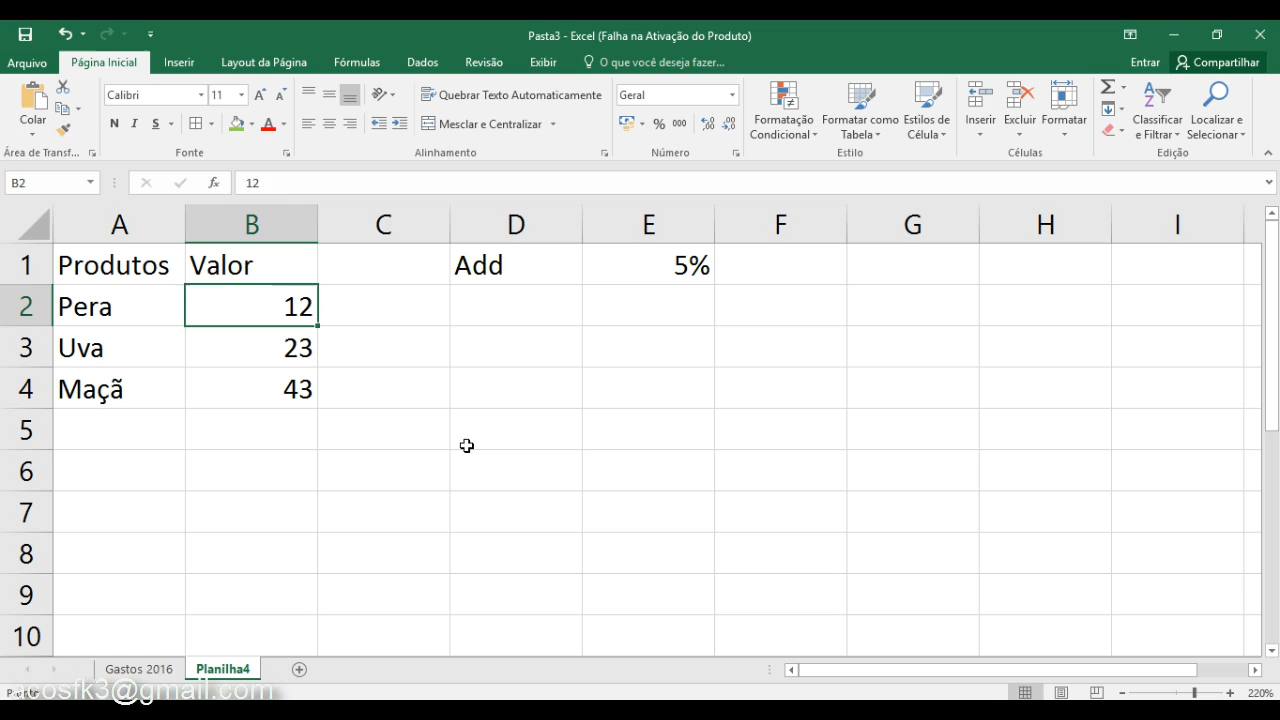 Pasta3 - Excel (Falha na Ativação do Produto)
Arquivo Página Inicial Inserir Layout da Página Fórmulas Dados Revisão Exibir O que você deseja fazer... Entrar Compartilhar
Colar
Calibri 11
N I S
Quebrar Texto Automaticamente
Mesclar e Centralizar
Geral
% 000
Formatação Condicional
Formatar como Tabela
Estilos de Célula
Inserir Excluir Formatar
Classificar e Filtrar
Localizar e Selecionar
Área de Transf... Fonte Alinhamento Número Estilo Células Edição
B2 fx 12
A B C D E F G H I
1 Produtos Valor Add 5%
2 Pera 12
3 Uva 23
4 Maçã 43
5
6
7
8
9
10
Gastos 2016 Planilha4
220%